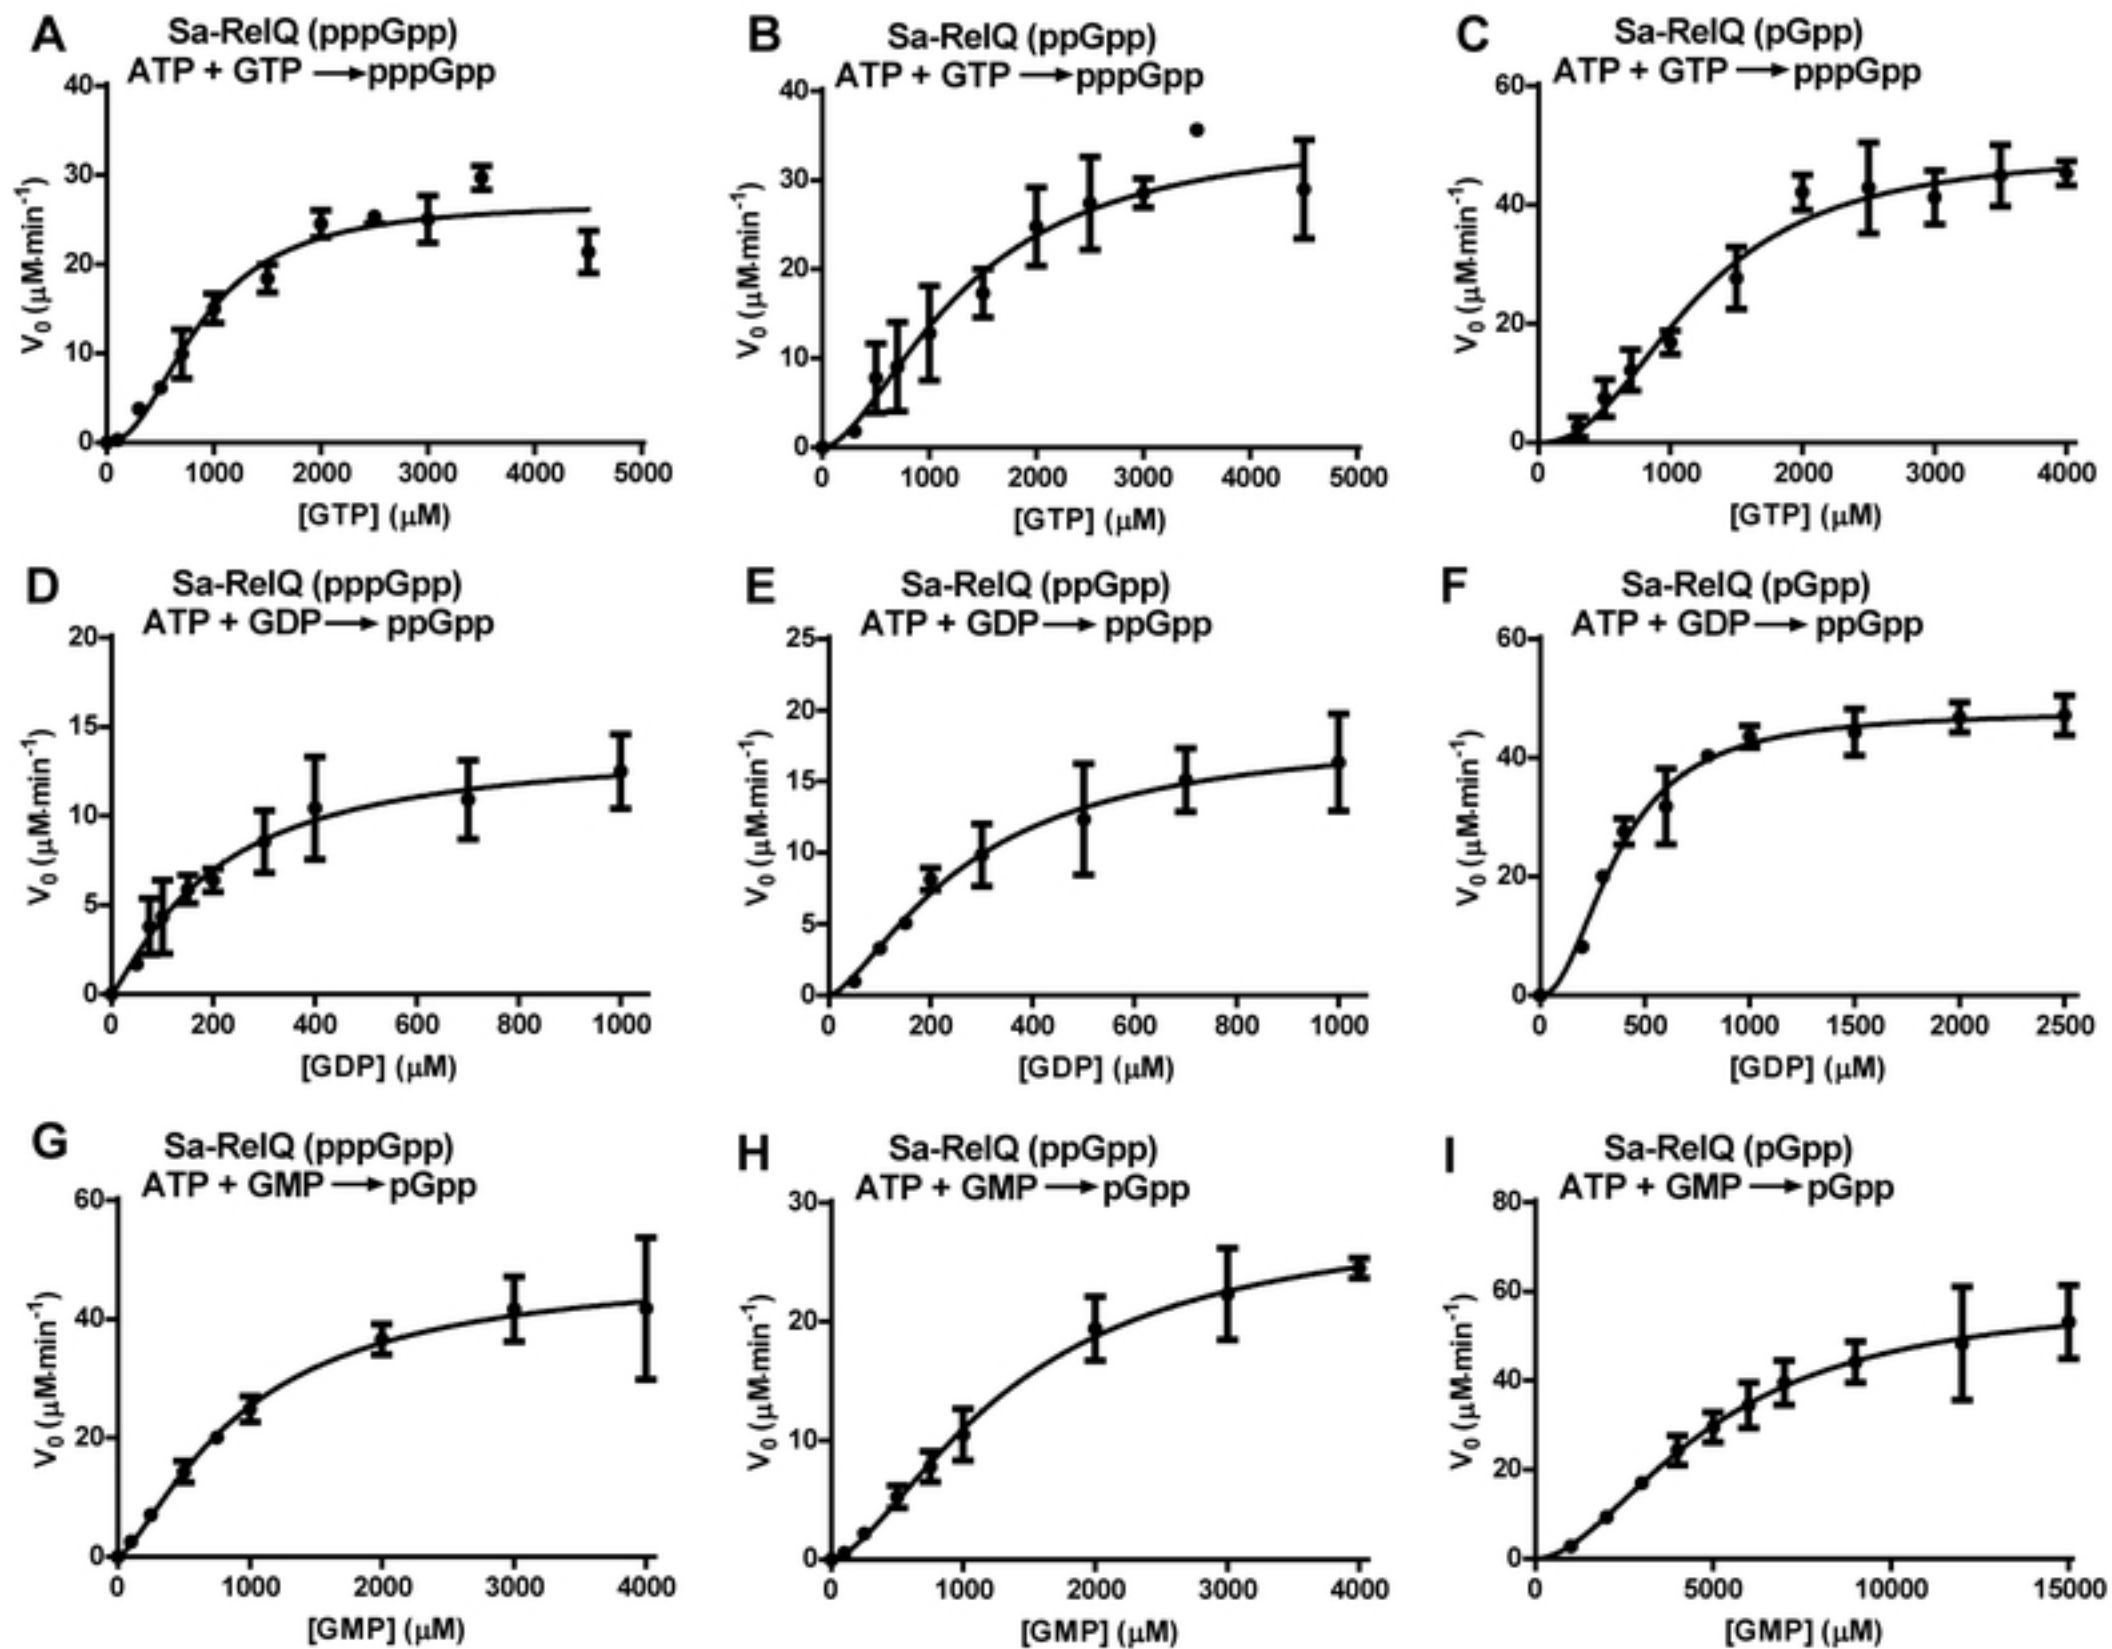 A
Sa-RelQ (pppGpp)
ATP + GTP → pppGpp
40
30
20
10
0
V0 (μM·min-1)
0 1000 2000 3000 4000 5000
[GTP] (μM)
B
Sa-RelQ (ppGpp)
ATP + GTP → pppGpp
40
30
20
10
0
V0 (μM·min-1)
0 1000 2000 3000 4000 5000
[GTP] (μM)
C
Sa-RelQ (pGpp)
ATP + GTP → pppGpp
60
40
20
0
V0 (μM·min-1)
0 1000 2000 3000 4000
[GTP] (μM)
D
Sa-RelQ (pppGpp)
ATP + GDP → ppGpp
20
15
10
5
0
V0 (μM·min-1)
0 200 400 600 800 1000
[GDP] (μM)
E
Sa-RelQ (ppGpp)
ATP + GDP → ppGpp
25
20
15
10
5
0
V0 (μM·min-1)
0 200 400 600 800 1000
[GDP] (μM)
F
Sa-RelQ (pGpp)
ATP + GDP → ppGpp
60
40
20
0
V0 (μM·min-1)
0 500 1000 1500 2000 2500
[GDP] (μM)
G
Sa-RelQ (pppGpp)
ATP + GMP → pGpp
60
40
20
0
V0 (μM·min-1)
0 1000 2000 3000 4000
[GMP] (μM)
H
Sa-RelQ (ppGpp)
ATP + GMP → pGpp
30
20
10
0
V0 (μM·min-1)
0 1000 2000 3000 4000
[GMP] (μM)
I
Sa-RelQ (pGpp)
ATP + GMP → pGpp
80
60
40
20
0
V0 (μM·min-1)
0 5000 10000 15000
[GMP] (μM)